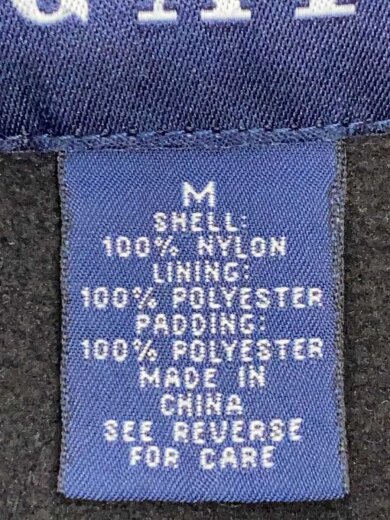 M
SHELL:
100% NYLON
LINING:
100% POLYESTER
PADDING:
100% POLYESTER
MADE IN
CHINA
SEE REVERSE
FOR CARE